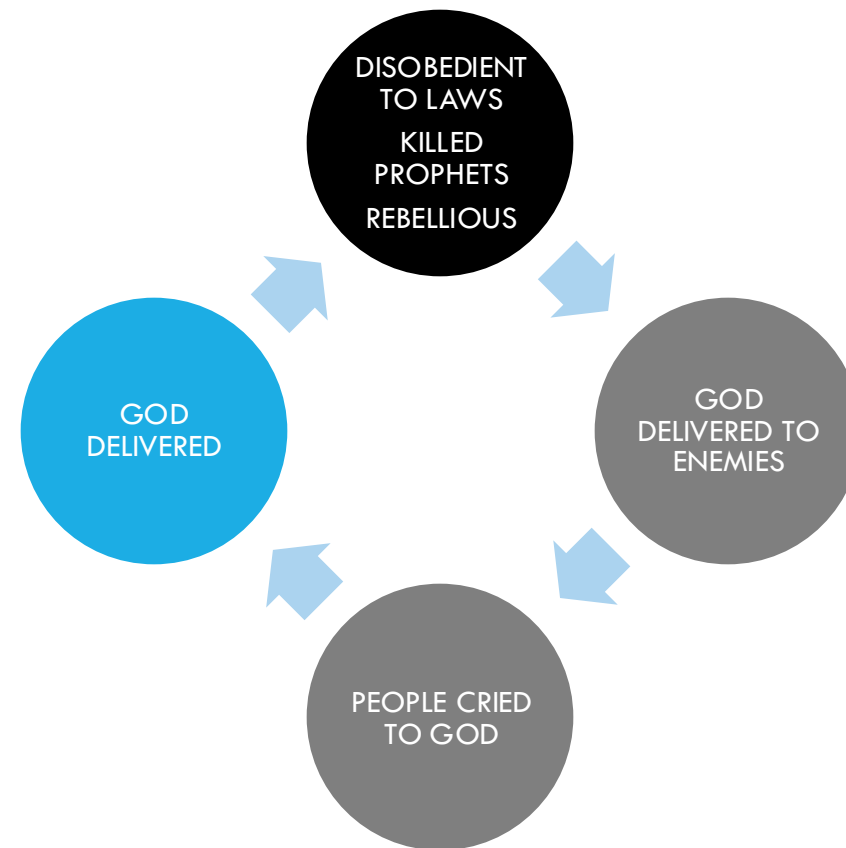 DISOBEDIENT
TO LAWS
KILLED
PROPHETS
REBELLIOUS
GOD
DELIVERED TO
ENEMIES
PEOPLE CRIED
TO GOD
GOD
DELIVERED